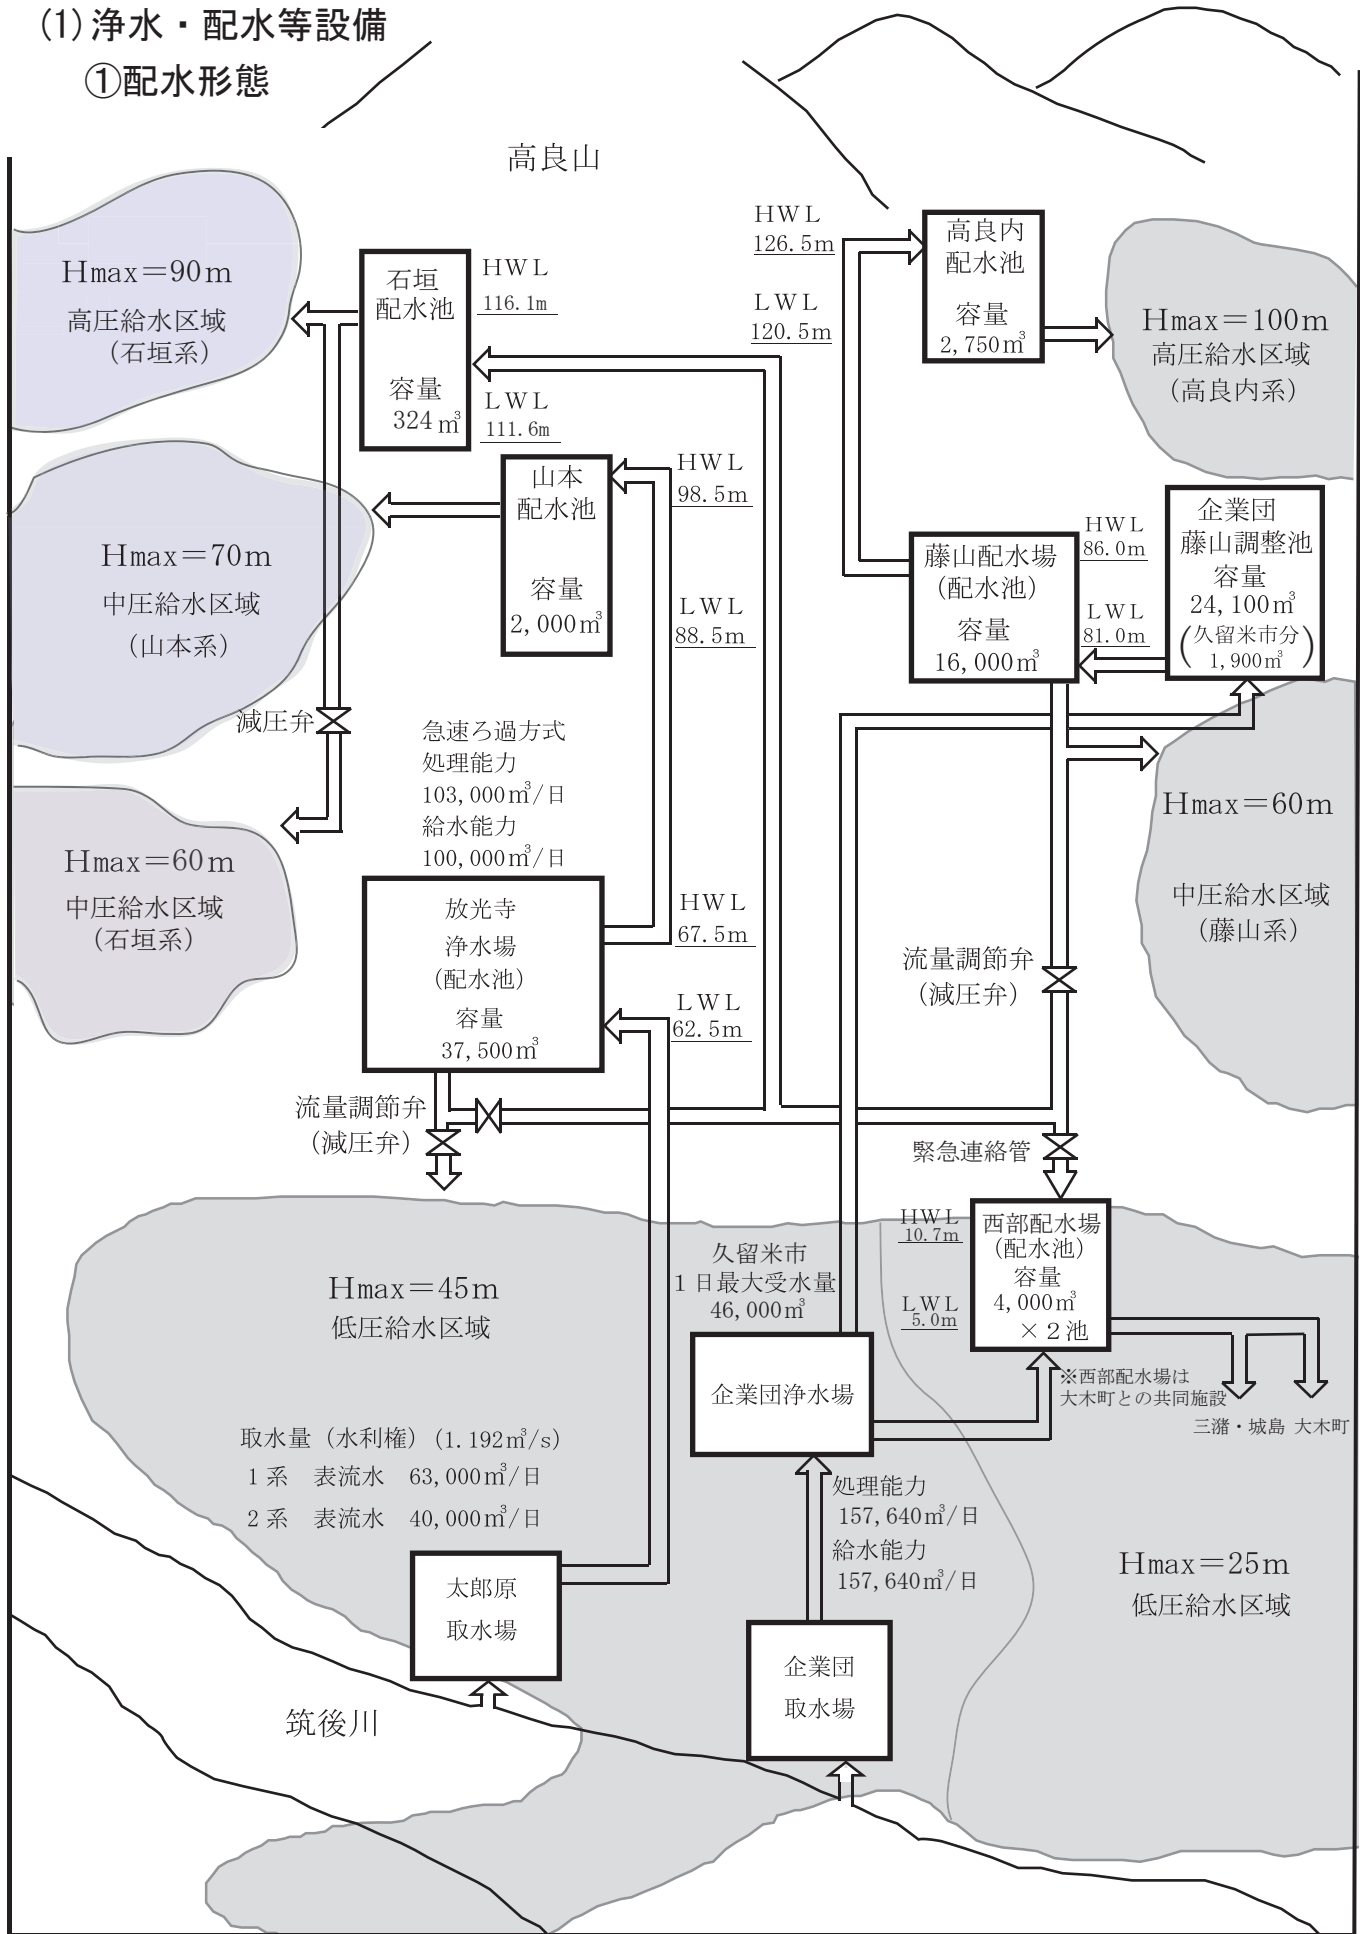 (1)浄水・配水等設備
①配水形態
高良山
Hmax＝90m
高圧給水区域
（石垣系）
石垣
配水池
容量
324㎥
HWL
116.1m
LWL
111.6m
HWL
126.5m
LWL
120.5m
高良内
配水池
容量
2,750㎥
Hmax＝100m
高圧給水区域
（高良内系）
Hmax＝70m
中圧給水区域
（山本系）
山本
配水池
容量
2,000㎥
HWL
98.5m
LWL
88.5m
藤山配水場
（配水池）
容量
16,000㎥
HWL
86.0m
LWL
81.0m
企業団
藤山調整池
容量
24,100㎥
（久留米市分
1,900㎥）
減圧弁
急速ろ過方式
処理能力
103,000㎥/日
給水能力
100,000㎥/日
Hmax＝60m
中圧給水区域
（石垣系）
Hmax＝60m
中圧給水区域
（藤山系）
放光寺
浄水場
（配水池）
容量
37,500㎥
HWL
67.5m
LWL
62.5m
流量調節弁
（減圧弁）
流量調節弁
（減圧弁）
緊急連絡管
Hmax＝45m
低圧給水区域
久留米市
1日最大受水量
46,000㎥
HWL
10.7m
LWL
5.0m
西部配水場
（配水池）
容量
4,000㎥
×2池
※西部配水場は
大木町との共同施設
三潴・城島 大木町
企業団浄水場
取水量（水利権）(1.192㎥/s)
1系 表流水 63,000㎥/日
2系 表流水 40,000㎥/日
処理能力
157,640㎥/日
給水能力
157,640㎥/日
Hmax＝25m
低圧給水区域
太郎原
取水場
企業団
取水場
筑後川